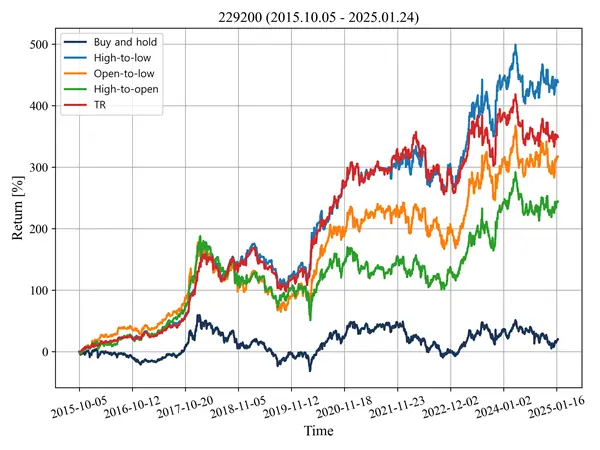 229200 (2015.10.05 - 2025.01.24)
Buy and hold
High-to-low
Open-to-low
High-to-open
TR
Return [%]
500
400
300
200
100
0
2015-10-05 2016-10-12 2017-10-20 2018-11-05 2019-11-12 2020-11-18 2021-11-23 2022-12-02 2024-01-02 2025-01-16
Time